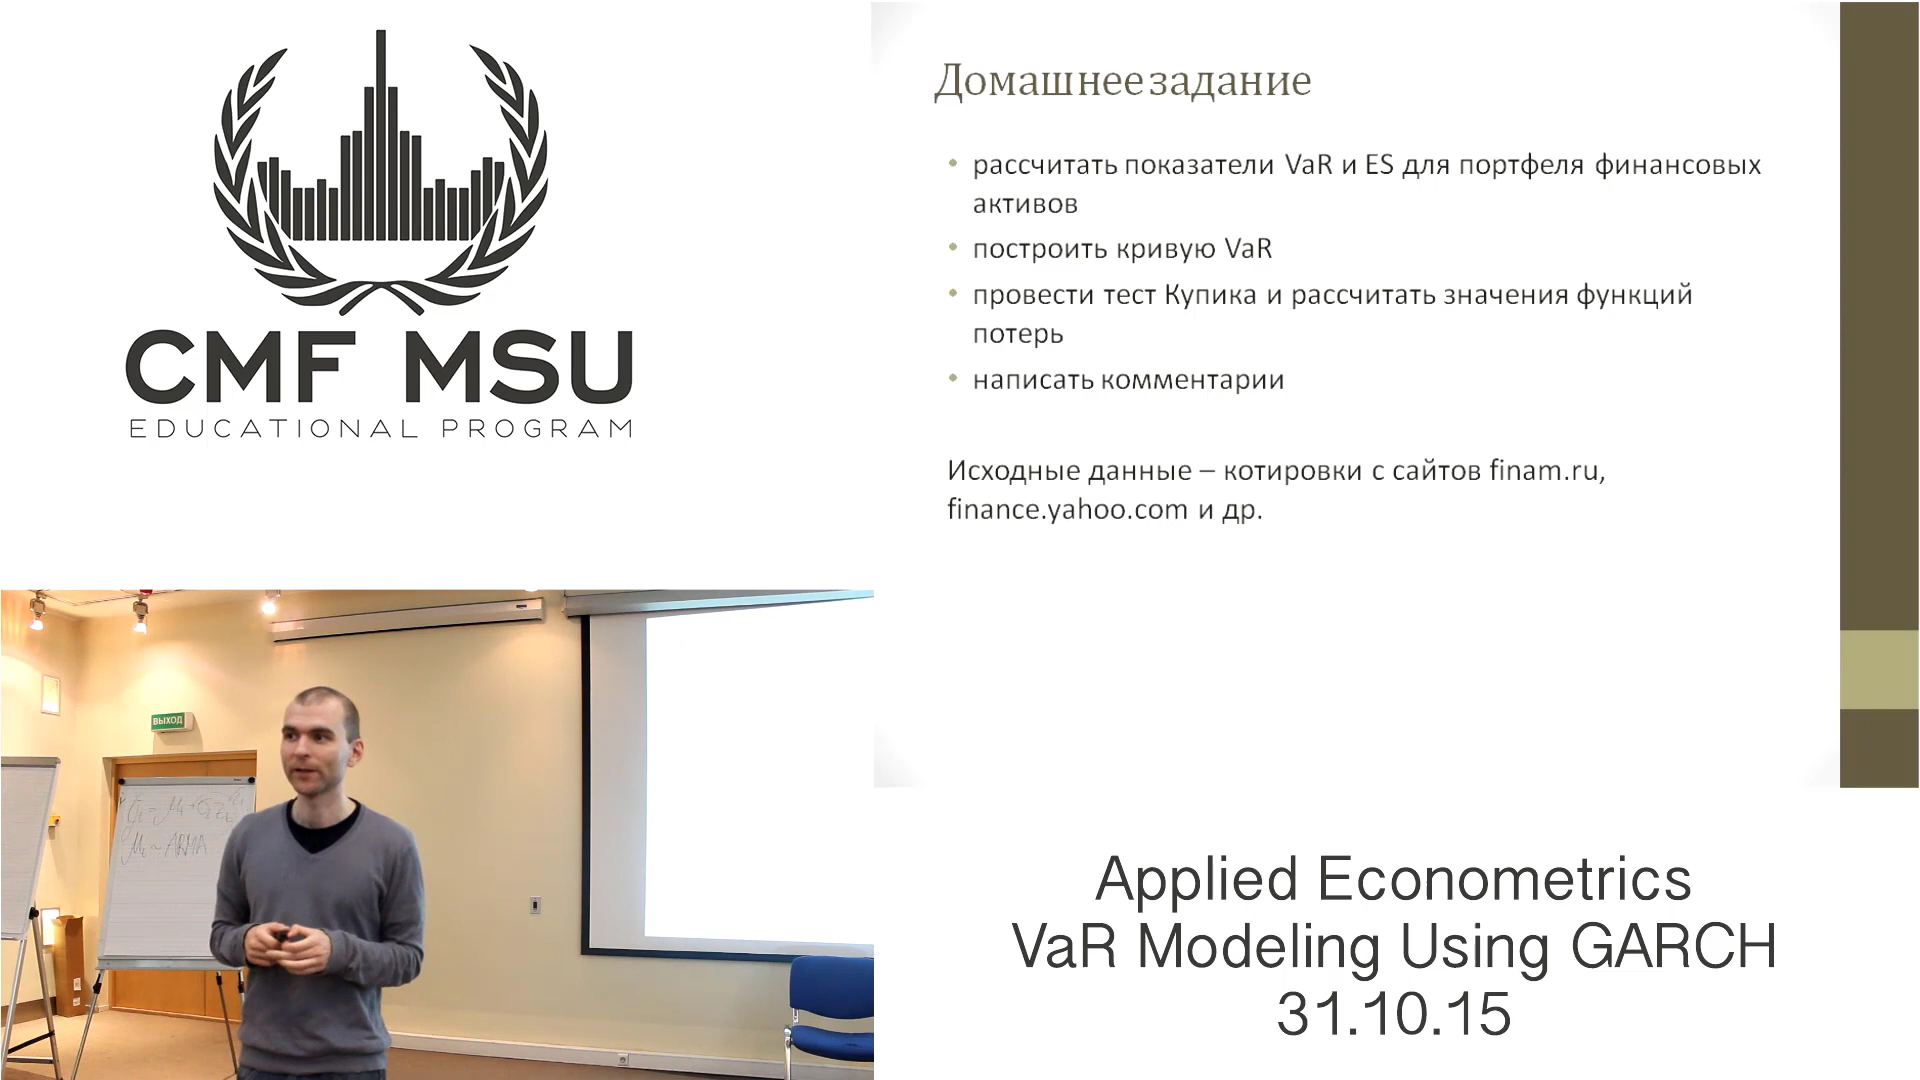 CMF MSU
EDUCATIONAL PROGRAM
Домашнее задание
• рассчитать показатели VaR и ES для портфеля финансовых
активов
• построить кривую VaR
• провести тест Купика и рассчитать значения функций
потерь
• написать комментарии
Исходные данные – котировки с сайтов finam.ru,
finance.yahoo.com и др.
ВЫХОД
ARMA
Applied Econometrics
VaR Modeling Using GARCH
31.10.15